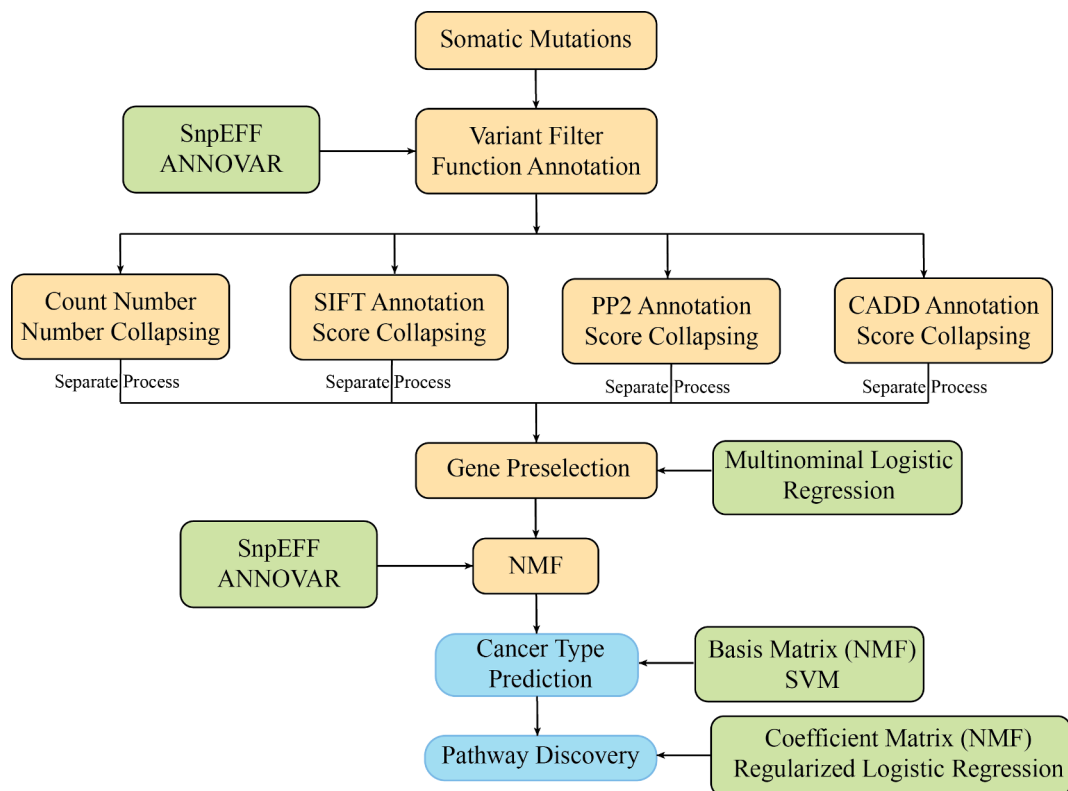 Somatic Mutations
SnpEFF
ANNOVAR
Variant Filter
Function Annotation
Count Number
Number Collapsing
SIFT Annotation
Score Collapsing
PP2 Annotation
Score Collapsing
CADD Annotation
Score Collapsing
Separate Process
Separate Process
Separate Process
Separate Process
Gene Preselection
Multinominal Logistic
Regression
SnpEFF
ANNOVAR
NMF
Cancer Type
Prediction
Basis Matrix (NMF)
SVM
Pathway Discovery
Coefficient Matrix (NMF)
Regularized Logistic Regression